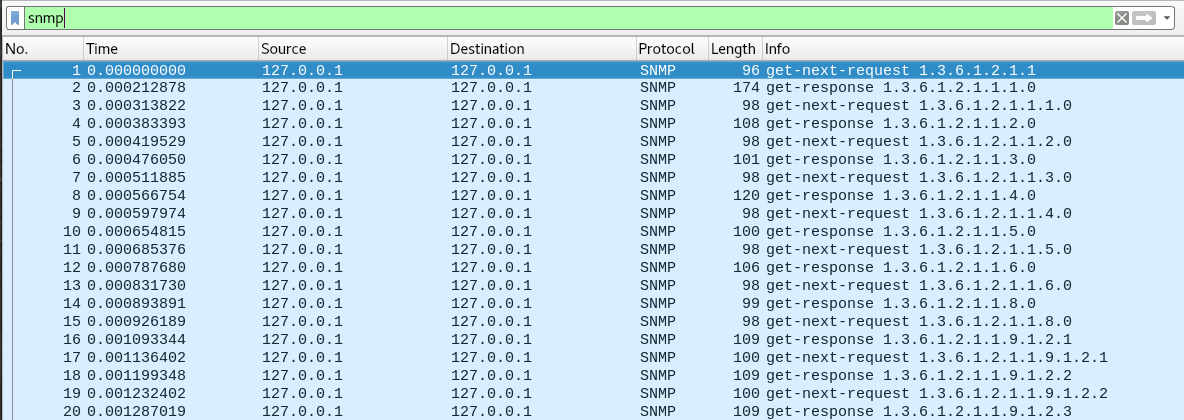 snmp
No. Time Source Destination Protocol Length Info
1 0.000000000 127.0.0.1 127.0.0.1 SNMP 96 get-next-request 1.3.6.1.2.1.1
2 0.000212878 127.0.0.1 127.0.0.1 SNMP 174 get-response 1.3.6.1.2.1.1.1.0
3 0.000313822 127.0.0.1 127.0.0.1 SNMP 98 get-next-request 1.3.6.1.2.1.1.1.0
4 0.000383393 127.0.0.1 127.0.0.1 SNMP 108 get-response 1.3.6.1.2.1.1.2.0
5 0.000419529 127.0.0.1 127.0.0.1 SNMP 98 get-next-request 1.3.6.1.2.1.1.2.0
6 0.000476050 127.0.0.1 127.0.0.1 SNMP 101 get-response 1.3.6.1.2.1.1.3.0
7 0.000511885 127.0.0.1 127.0.0.1 SNMP 98 get-next-request 1.3.6.1.2.1.1.3.0
8 0.000566754 127.0.0.1 127.0.0.1 SNMP 120 get-response 1.3.6.1.2.1.1.4.0
9 0.000597974 127.0.0.1 127.0.0.1 SNMP 98 get-next-request 1.3.6.1.2.1.1.4.0
10 0.000654815 127.0.0.1 127.0.0.1 SNMP 100 get-response 1.3.6.1.2.1.1.5.0
11 0.000685376 127.0.0.1 127.0.0.1 SNMP 98 get-next-request 1.3.6.1.2.1.1.5.0
12 0.000787680 127.0.0.1 127.0.0.1 SNMP 106 get-response 1.3.6.1.2.1.1.6.0
13 0.000831730 127.0.0.1 127.0.0.1 SNMP 98 get-next-request 1.3.6.1.2.1.1.6.0
14 0.000893891 127.0.0.1 127.0.0.1 SNMP 99 get-response 1.3.6.1.2.1.1.8.0
15 0.000926189 127.0.0.1 127.0.0.1 SNMP 98 get-next-request 1.3.6.1.2.1.1.8.0
16 0.001093344 127.0.0.1 127.0.0.1 SNMP 109 get-response 1.3.6.1.2.1.1.9.1.2.1
17 0.001136402 127.0.0.1 127.0.0.1 SNMP 100 get-next-request 1.3.6.1.2.1.1.9.1.2.1
18 0.001199348 127.0.0.1 127.0.0.1 SNMP 109 get-response 1.3.6.1.2.1.1.9.1.2.2
19 0.001232402 127.0.0.1 127.0.0.1 SNMP 100 get-next-request 1.3.6.1.2.1.1.9.1.2.2
20 0.001287019 127.0.0.1 127.0.0.1 SNMP 109 get-response 1.3.6.1.2.1.1.9.1.2.3